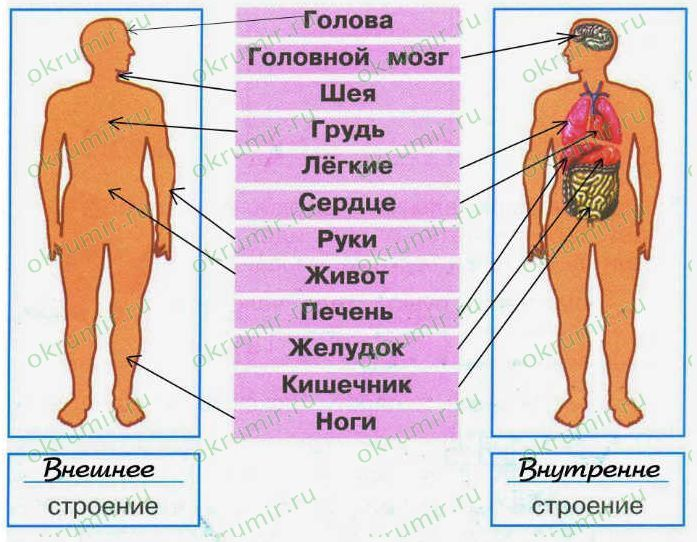 Голова
Головной мозг
Шея
Грудь
Лёгкие
Сердце
Руки
Живот
Печень
Желудок
Кишечник
Ноги
Внешнее
строение
Внутренне
строение
okrumir.ru